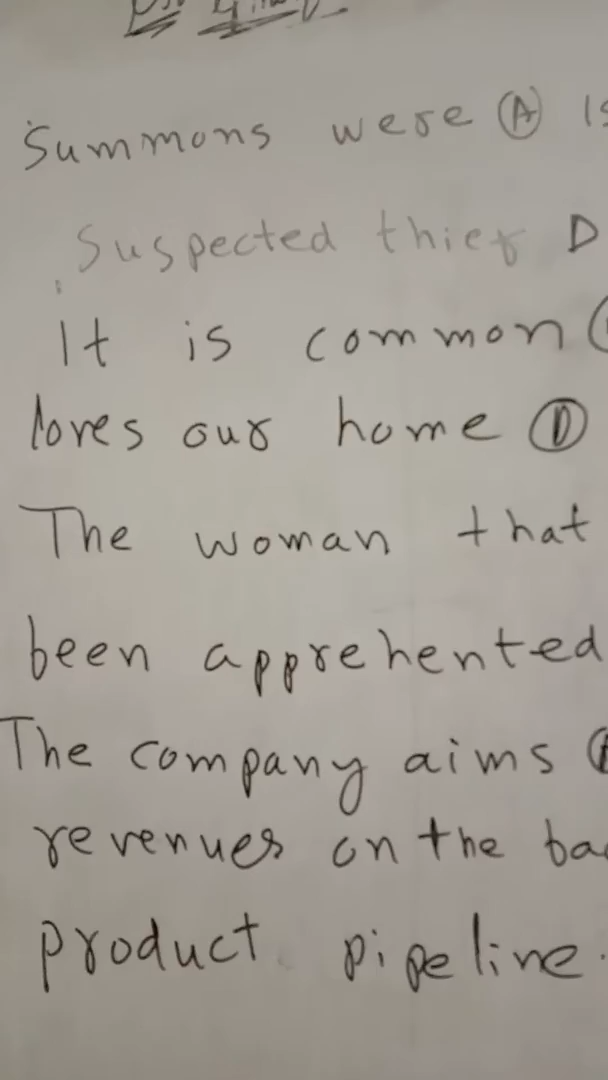 Summons were Ⓐ is
Suspected thief D
It is common
loves our home Ⓓ
The woman that
been apprehented
The company aims
revenues on the
product pipeline.